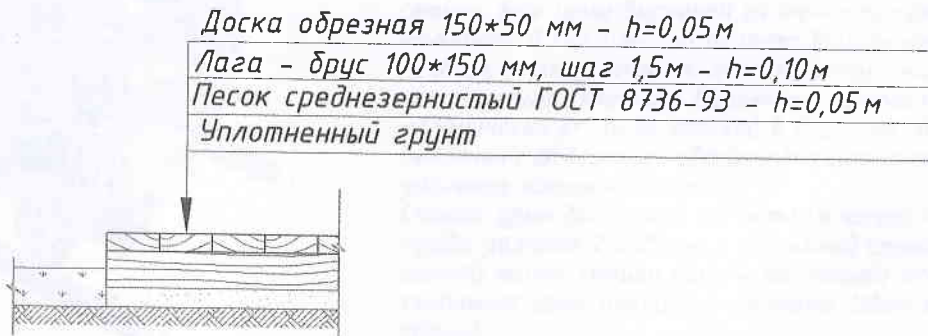 Доска обрезная 150*50 мм h=0,05м
Лага - брус 100*150 мм, шаг 1,5м - h=0,10м
Песок среднезернистый ГОСТ 8736-93 - h=0,05м
Уплотненный грунт